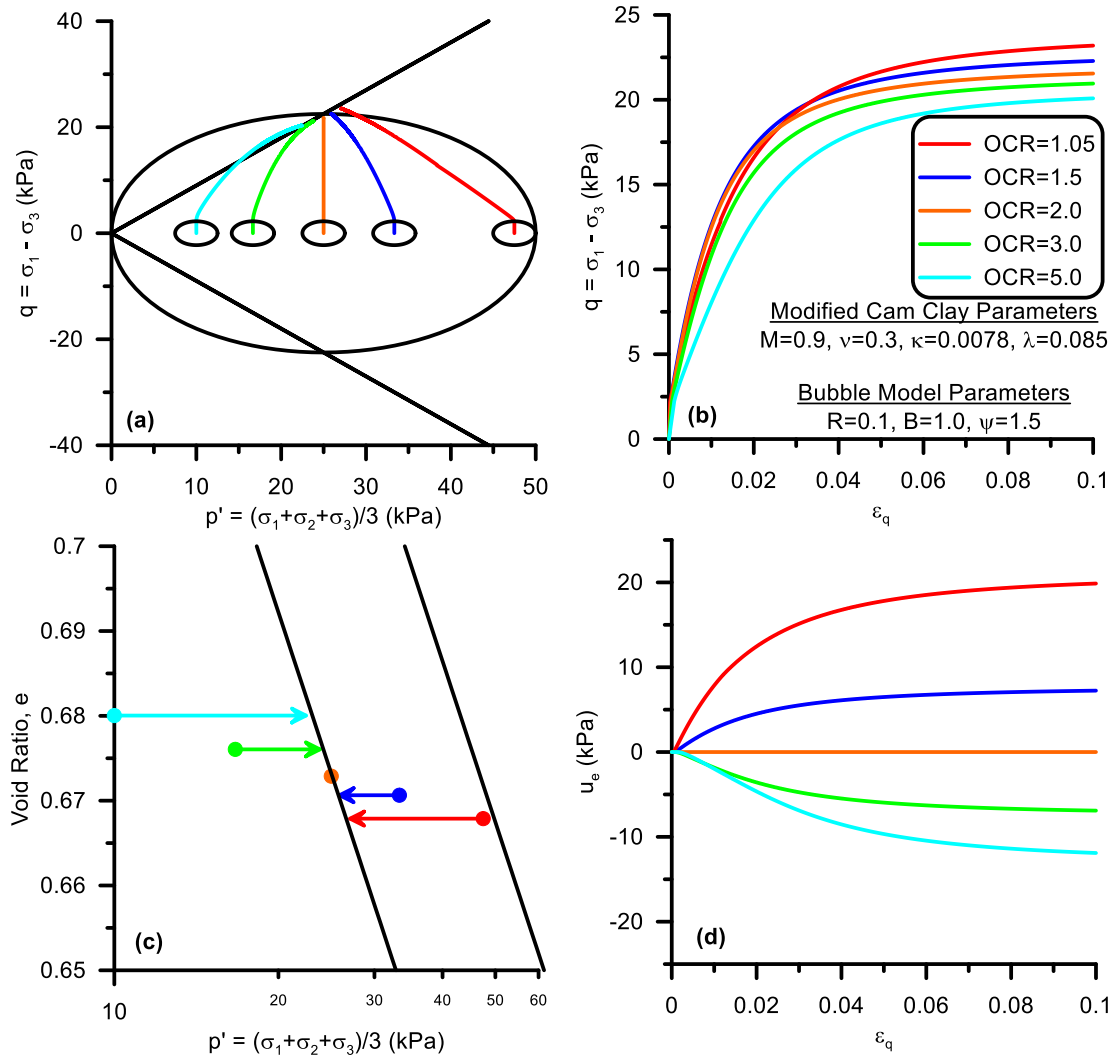 40
20
0
-20
-40
q = σ1 - σ3 (kPa)
(a)
0
10
20
30
40
50
p' = (σ1+σ2+σ3)/3 (kPa)
25
20
15
10
5
0
q = σ1 - σ3 (kPa)
OCR=1.05
OCR=1.5
OCR=2.0
OCR=3.0
OCR=5.0
Modified Cam Clay Parameters
M=0.9, ν=0.3, κ=0.0078, λ=0.085
Bubble Model Parameters
R=0.1, B=1.0, ψ=1.5
(b)
0
0.02
0.04
0.06
0.08
0.1
εq
0.7
0.69
0.68
0.67
0.66
0.65
Void Ratio, e
(c)
10
20
30
40
50
60
p' = (σ1+σ2+σ3)/3 (kPa)
20
10
0
-10
-20
ue (kPa)
(d)
0
0.02
0.04
0.06
0.08
0.1
εq